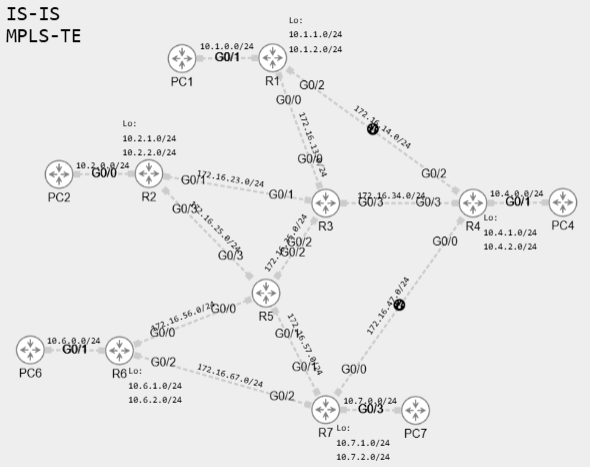 IS-IS
MPLS-TE
Lo:
10.1.1.0/24
10.1.2.0/24
10.1.0.0/24
G0/1
PC1
R1
G0/2
G0/0
172.16.14.0/24
172.16.13.0/24
G0/0
G0/2
Lo:
10.2.1.0/24
10.2.2.0/24
10.2.0.0/24
G0/0
PC2
R2
G0/1
172.16.23.0/24
G0/1
R3
G0/3
172.16.34.0/24
G0/3
R4
10.4.0.0/24
G0/1
PC4
Lo:
10.4.1.0/24
10.4.2.0/24
G0/3
172.16.25.0/24
G0/3
G0/2
G0/2
G0/0
172.16.47.0/24
R5
G0/0
172.16.56.0/24
G0/0
G0/1
172.16.57.0/24
G0/1
10.6.0.0/24
G0/1
PC6
R6
Lo:
10.6.1.0/24
10.6.2.0/24
G0/2
172.16.67.0/24
G0/2
G0/0
R7
10.7.0.0/24
G0/3
PC7
Lo:
10.7.1.0/24
10.7.2.0/24